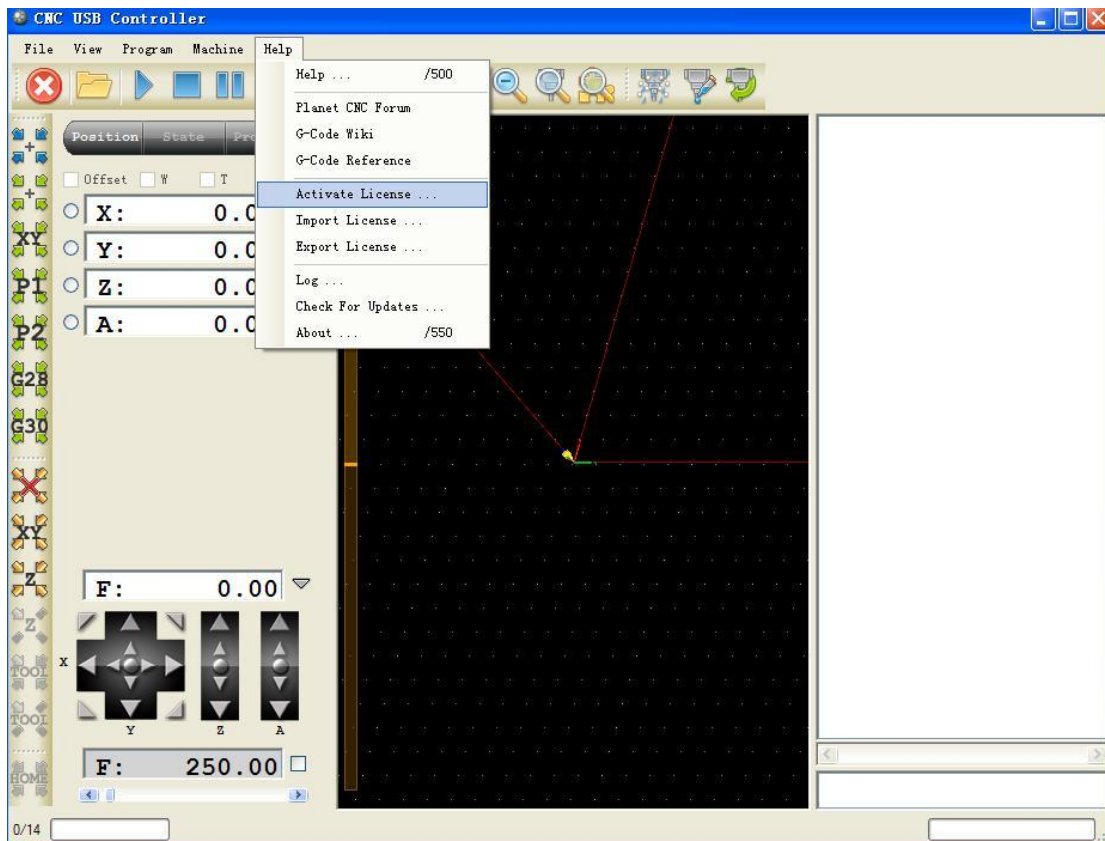 CNC USB Controller
File View Program Machine Help
Help ... /500
Planet CNC Forum
G-Code Wiki
G-Code Reference
Activate License ...
Import License ...
Export License ...
Log ...
Check For Updates ...
About ... /550
Position State Pro
Offset W T
X: 0.0
Y: 0.0
Z: 0.0
A: 0.0
XY
P1
P2
G28
G30
XY
Z
Z
TOOL
TOOL
HOME
F: 0.00
X
Y Z A
F: 250.00
0/14